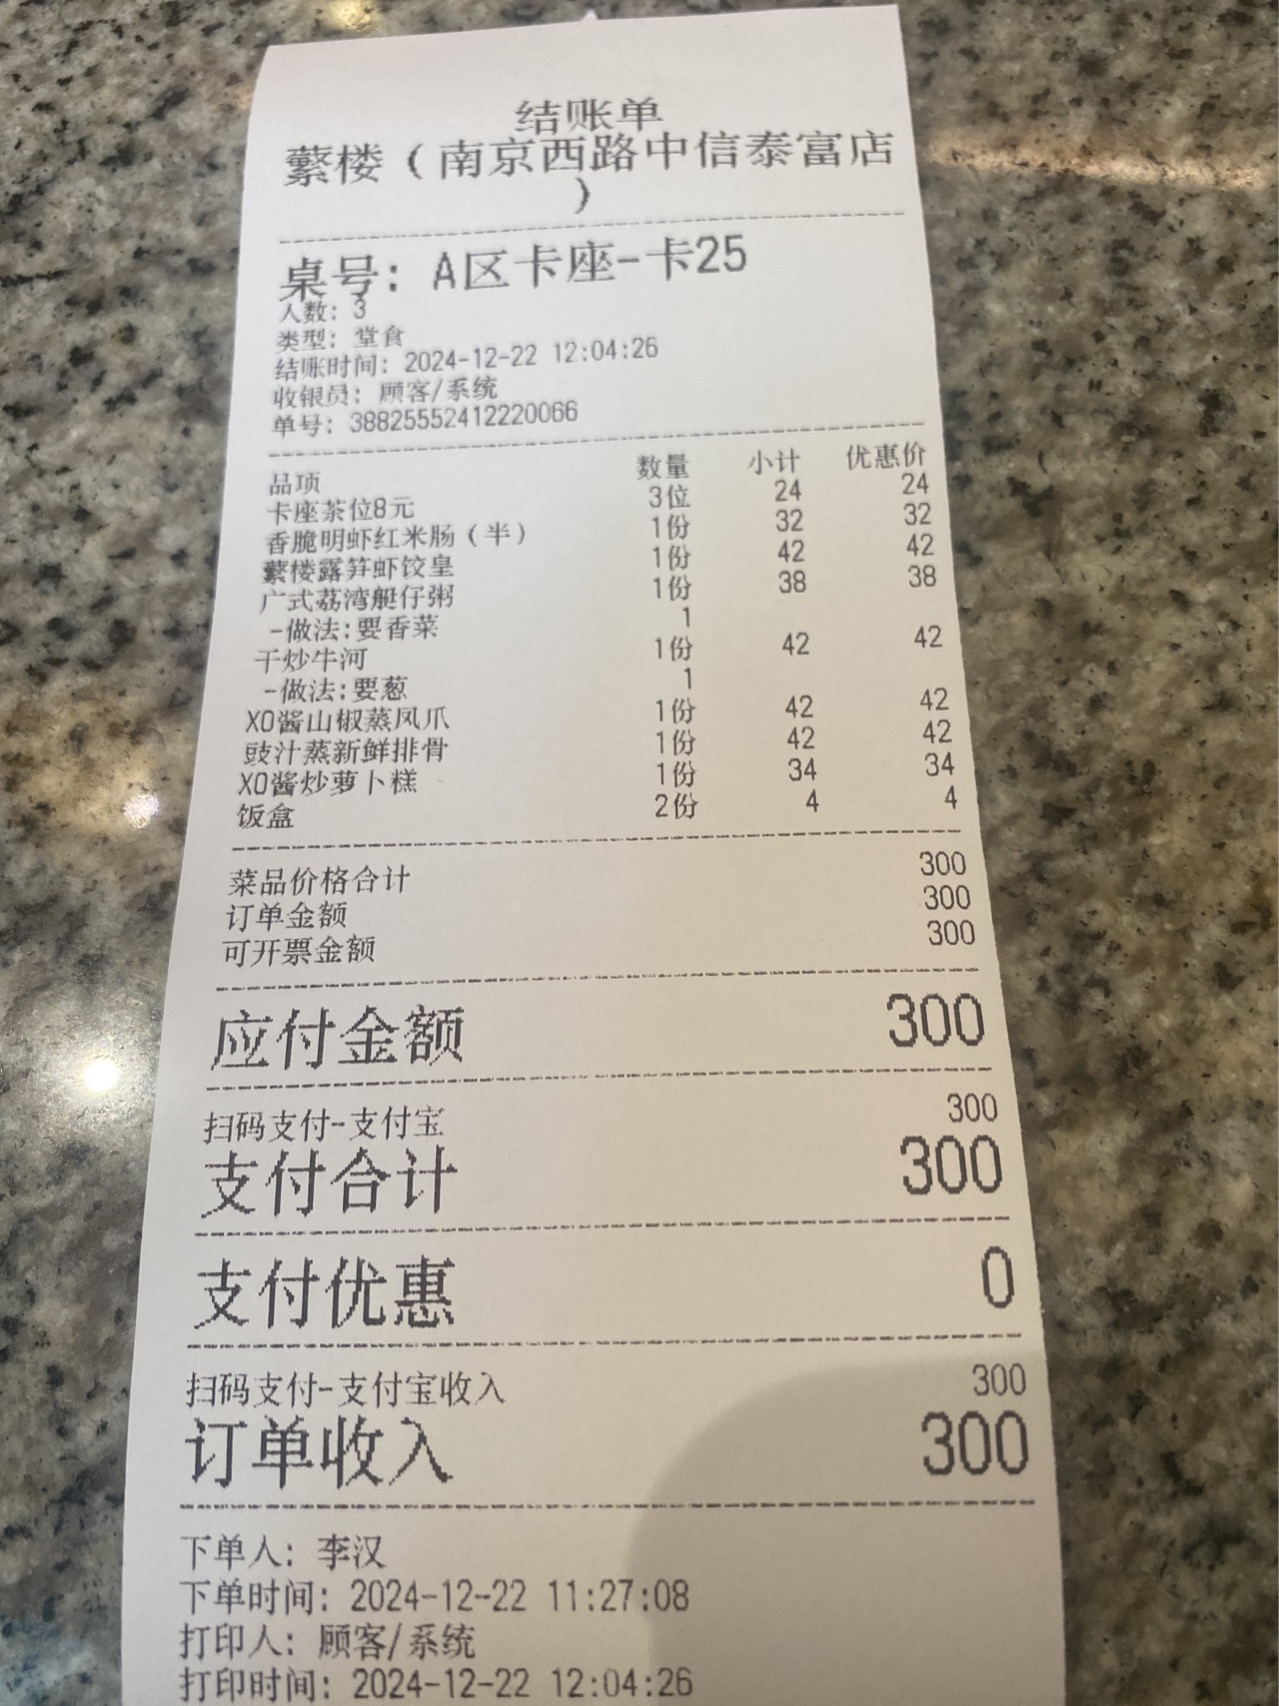 结账单
蘩楼（南京西路中信泰富店
）
桌号：A区卡座-卡25
人数：3
类型：堂食
结账时间：2024-12-22 12:04:26
收银员：顾客/系统
单号：38825552412220066
品项 数量 小计 优惠价
卡座茶位8元 3位 24 24
香脆明虾红米肠（半） 1份 32 32
蘩楼露笋虾饺皇 1份 42 42
广式荔湾艇仔粥 1份 38 38
-做法:要香菜 1
干炒牛河 1份 42 42
-做法:要葱 1
XO酱山椒蒸凤爪 1份 42 42
豉汁蒸新鲜排骨 1份 42 42
XO酱炒萝卜糕 1份 34 34
饭盒 2份 4 4
菜品价格合计 300
订单金额 300
可开票金额 300
应付金额 300
扫码支付-支付宝 300
支付合计 300
支付优惠 0
扫码支付-支付宝收入 300
订单收入 300
下单人：李汉
下单时间：2024-12-22 11:27:08
打印人：顾客/系统
打印时间：2024-12-22 12:04:26